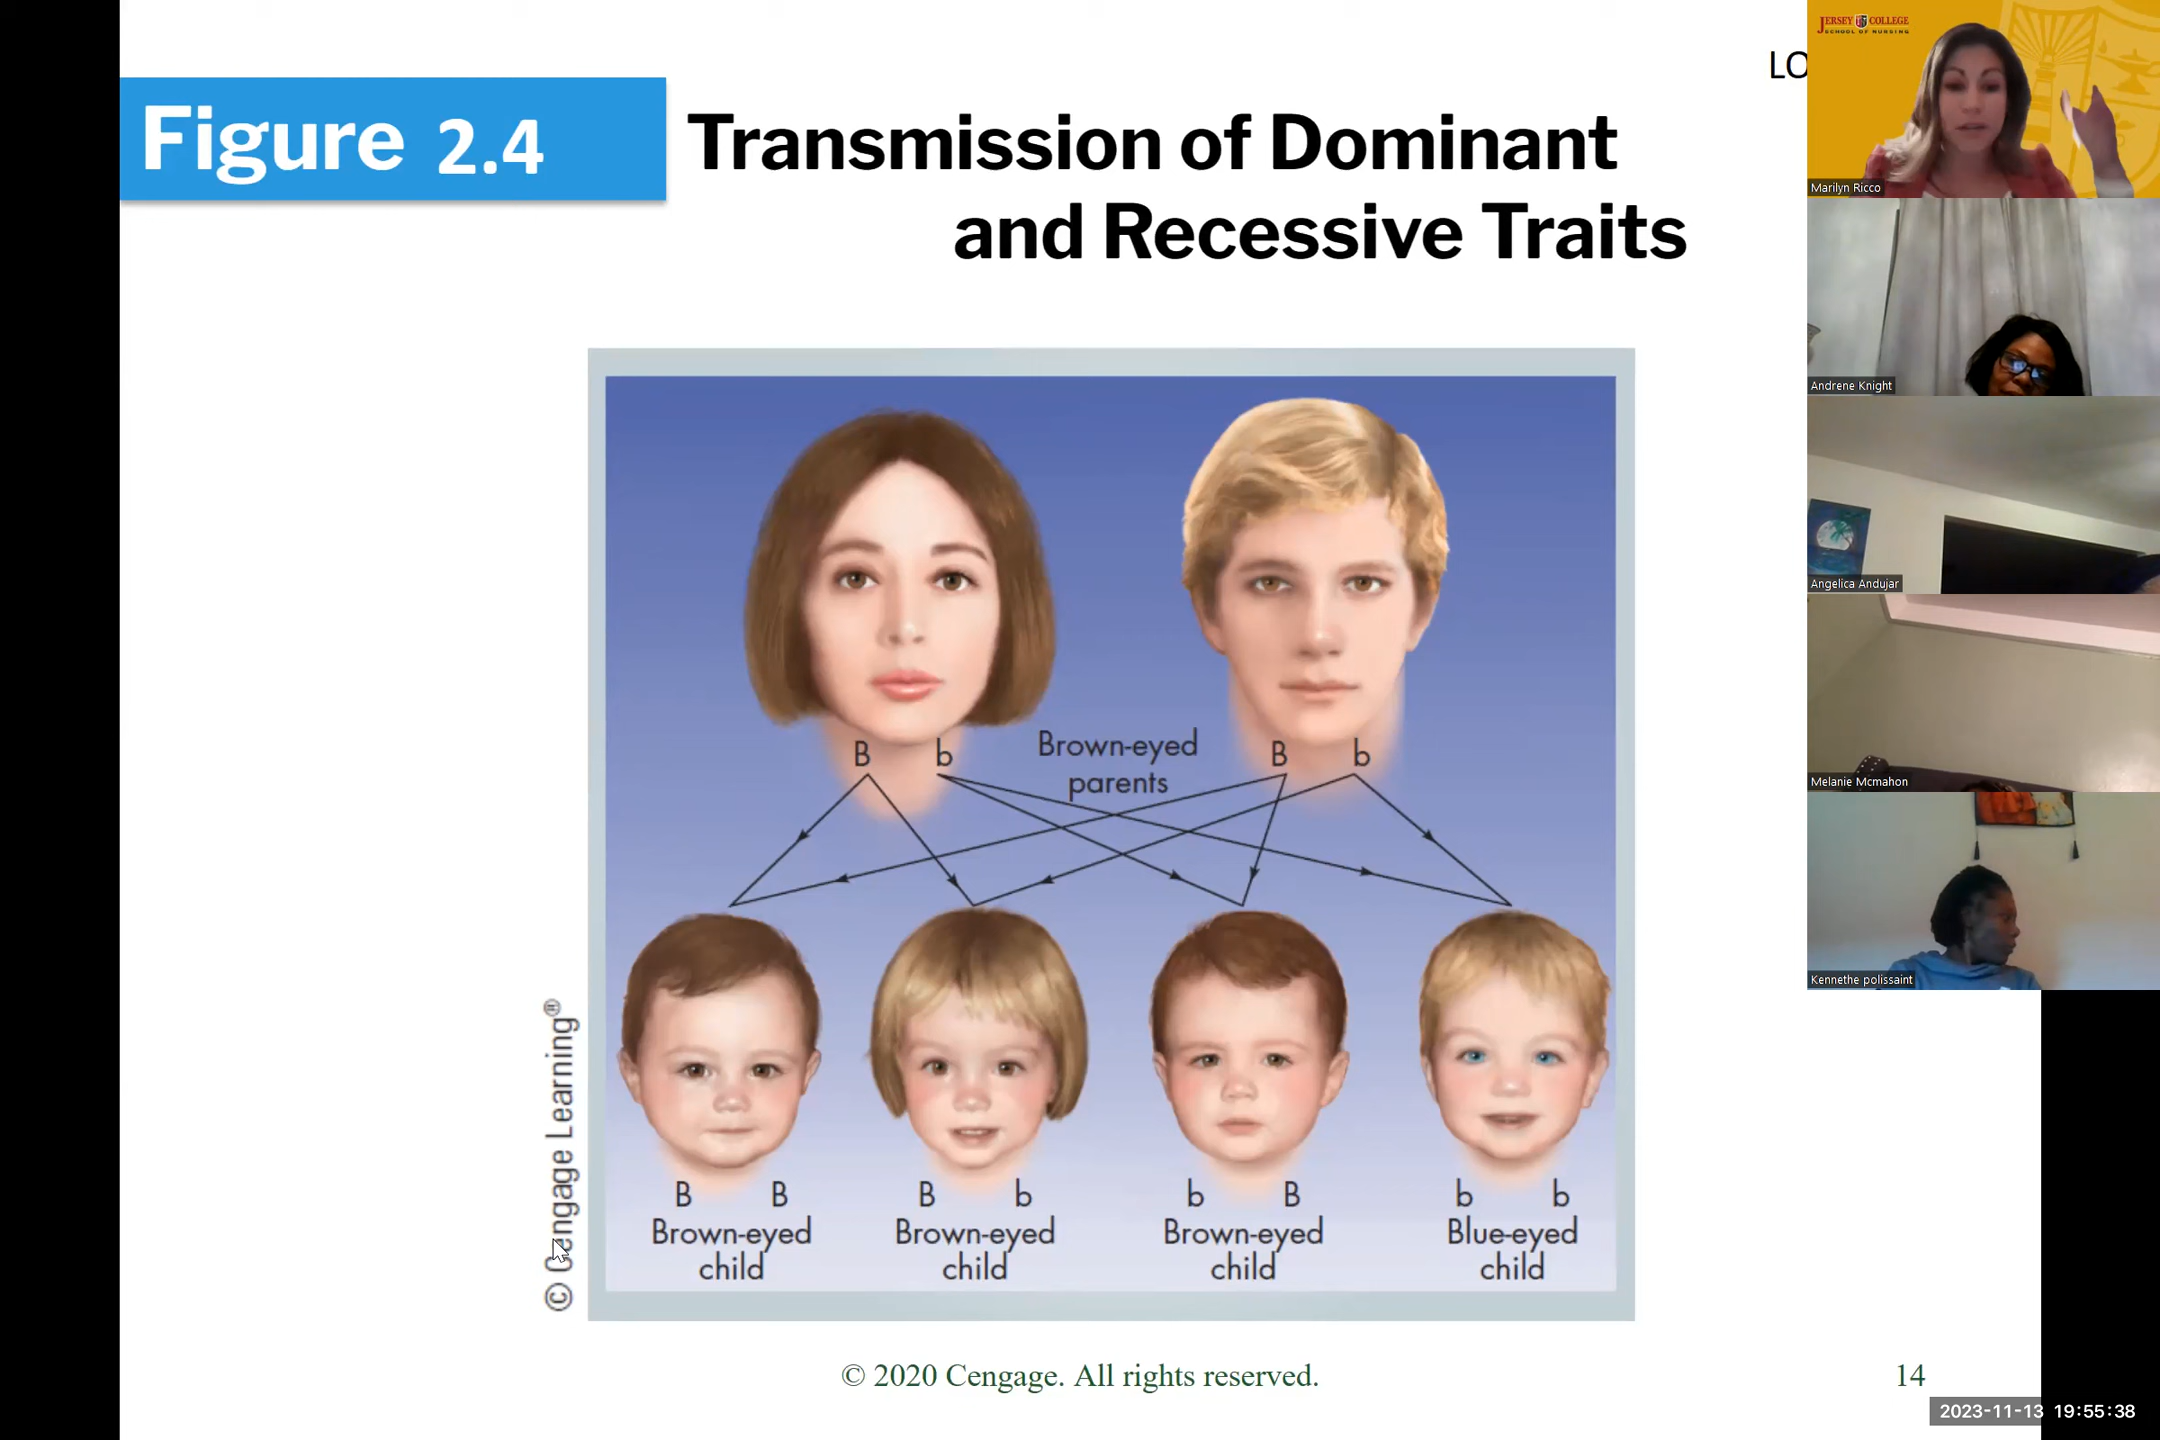 LO
JERSEY COLLEGE
SCHOOL OF NURSING
Marilyn Ricco
Figure 2.4
Transmission of Dominant
and Recessive Traits
Andrene Knight
Angelica Andujar
Melanie Mcmahon
Kennethe polissaint
B b
Brown-eyed
parents
B b
B B
Brown-eyed
child
B b
Brown-eyed
child
b B
Brown-eyed
child
b b
Blue-eyed
child
© Cengage Learning®
© 2020 Cengage. All rights reserved.
14
2023-11-13 19:55:38